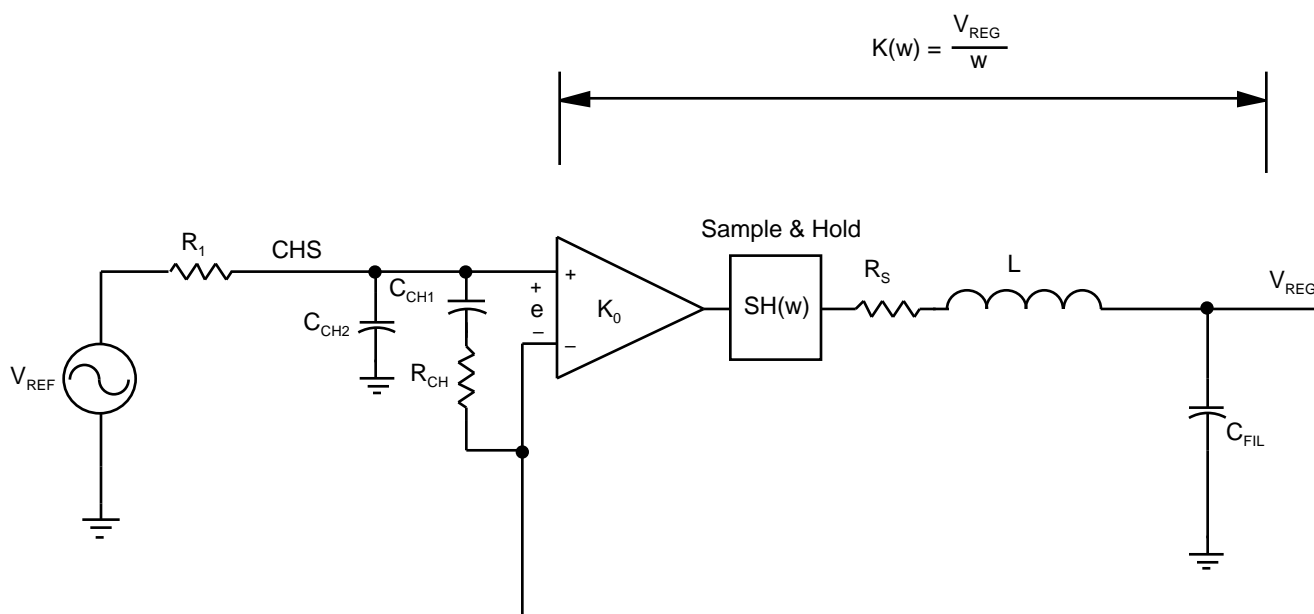 K(w) = V_REG / w
Sample & Hold
R_1
CHS
C_CH1
+
+
e
–
–
K_0
SH(w)
R_S
L
V_REG
C_CH2
R_CH
V_REF
C_FIL